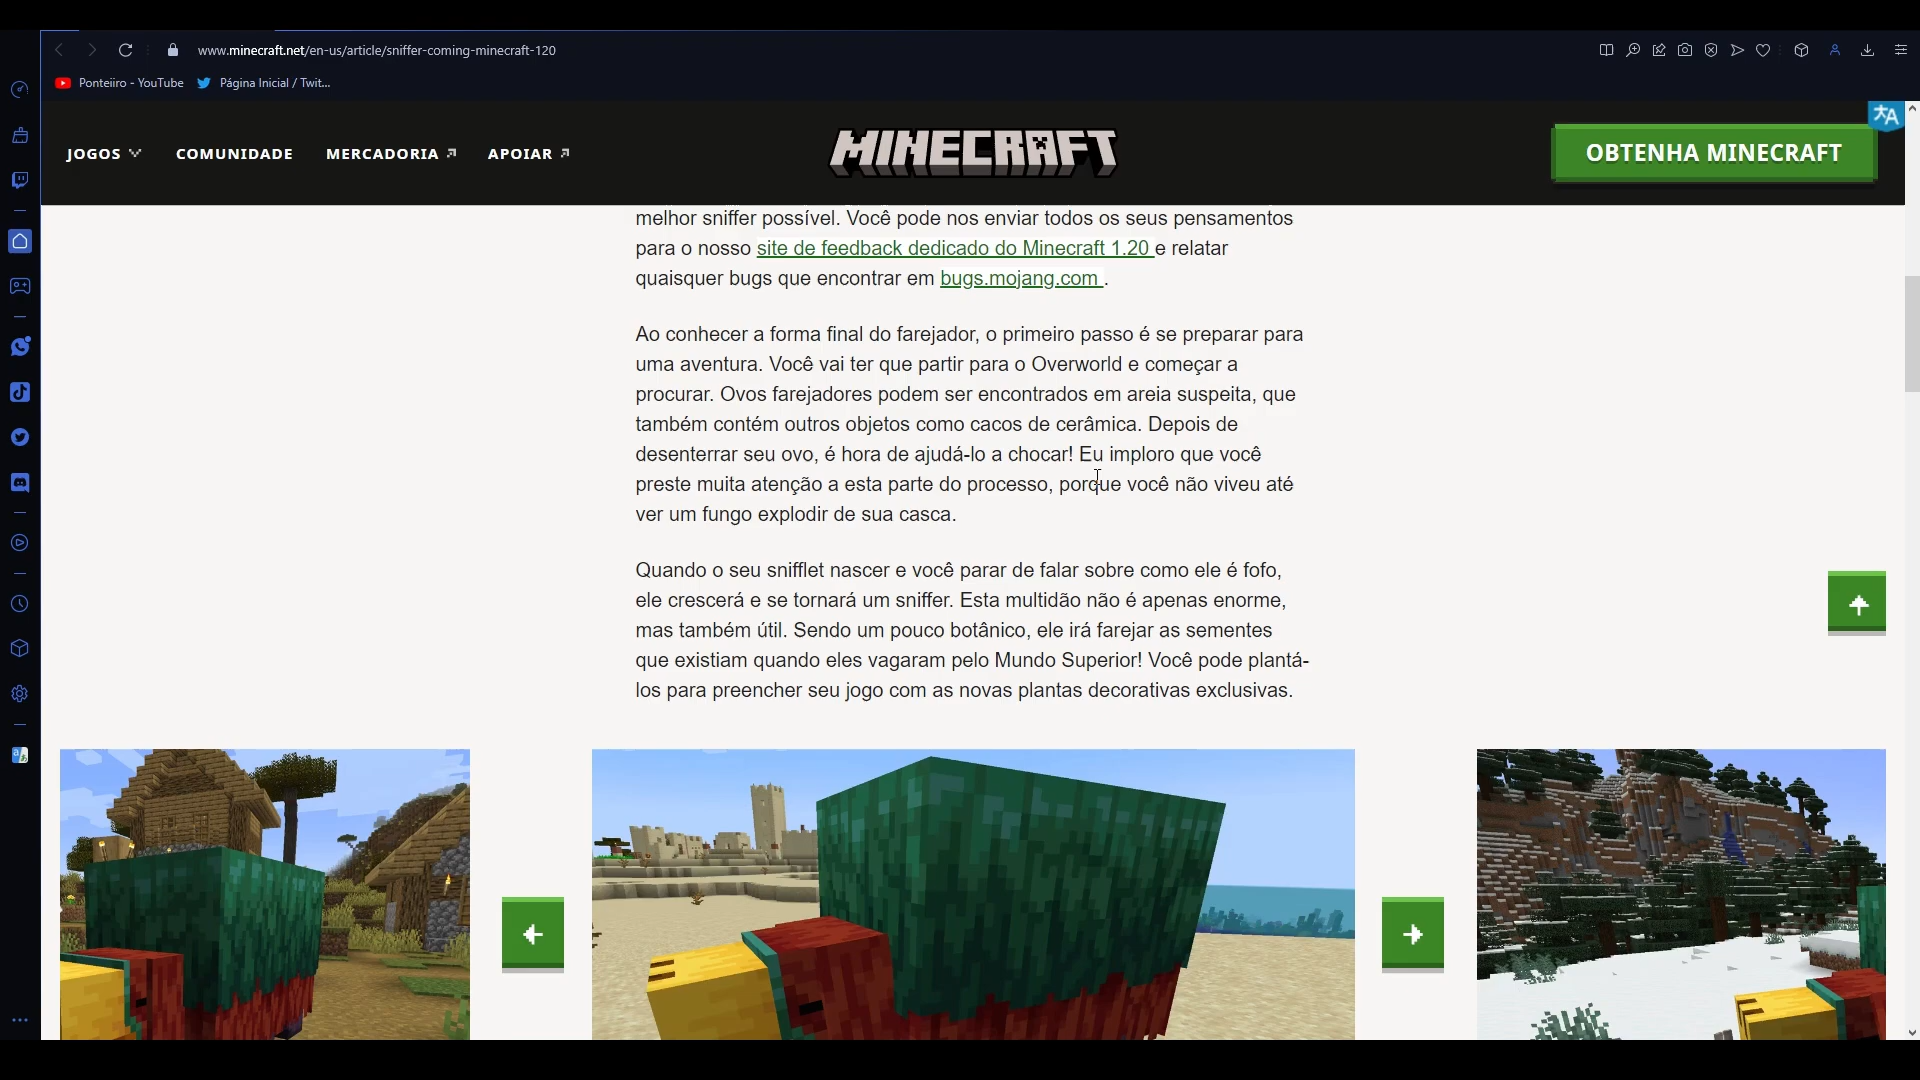 www.minecraft.net/en-us/article/sniffer-coming-minecraft-120
Ponteiiro - YouTube
Página Inicial / Twit...
JOGOS
COMUNIDADE
MERCADORIA
APOIAR
MINECRAFT
OBTENHA MINECRAFT
melhor sniffer possível. Você pode nos enviar todos os seus pensamentos
para o nosso site de feedback dedicado do Minecraft 1.20 e relatar
quaisquer bugs que encontrar em bugs.mojang.com .
Ao conhecer a forma final do farejador, o primeiro passo é se preparar para
uma aventura. Você vai ter que partir para o Overworld e começar a
procurar. Ovos farejadores podem ser encontrados em areia suspeita, que
também contém outros objetos como cacos de cerâmica. Depois de
desenterrar seu ovo, é hora de ajudá-lo a chocar! Eu imploro que você
preste muita atenção a esta parte do processo, porque você não viveu até
ver um fungo explodir de sua casca.
Quando o seu snifflet nascer e você parar de falar sobre como ele é fofo,
ele crescerá e se tornará um sniffer. Esta multidão não é apenas enorme,
mas também útil. Sendo um pouco botânico, ele irá farejar as sementes
que existiam quando eles vagaram pelo Mundo Superior! Você pode plantá-
los para preencher seu jogo com as novas plantas decorativas exclusivas.